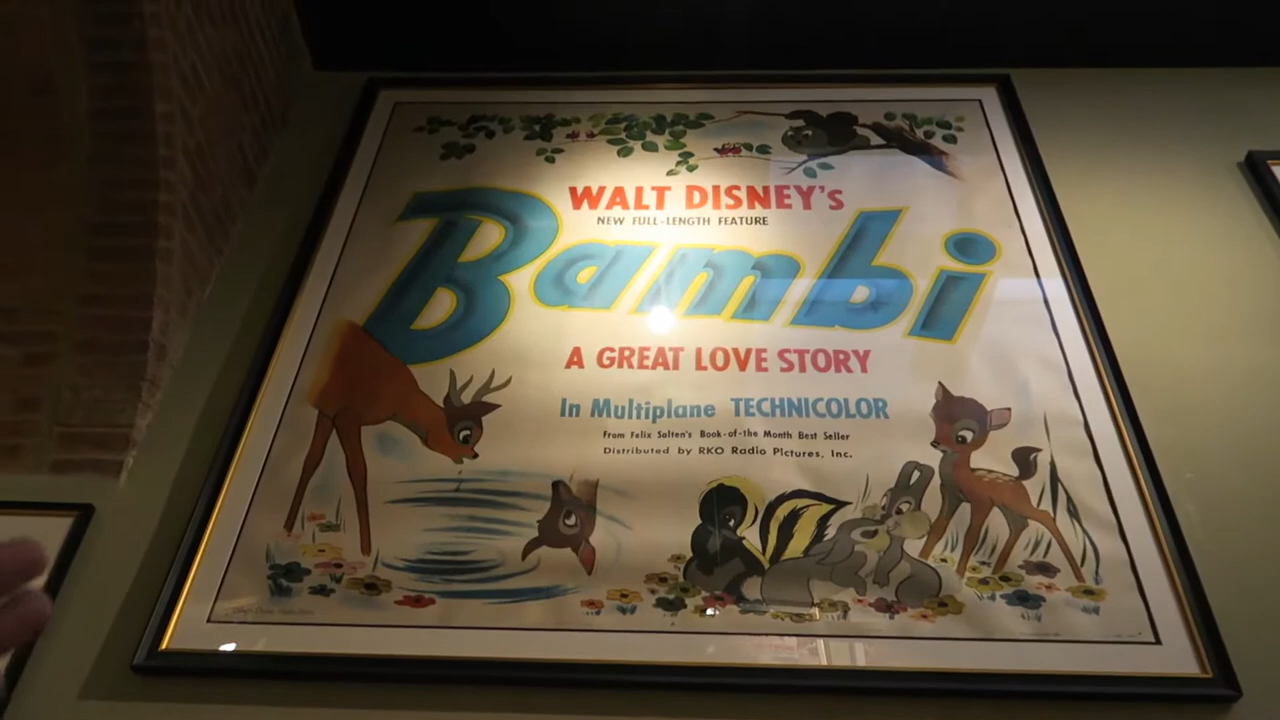 WALT DISNEY'S
NEW FULL-LENGTH FEATURE
Bambi
A GREAT LOVE STORY
In Multiplane TECHNICOLOR
From Felix Salten's Book-of-the Month Best Seller
Distributed by RKO Radio Pictures, Inc.